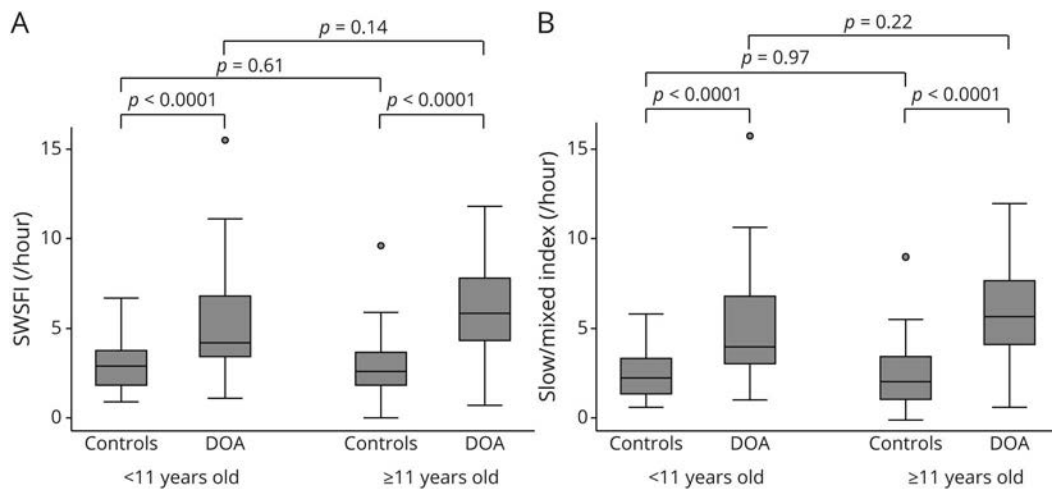 A
p = 0.14
p = 0.61
p < 0.0001 p < 0.0001
SWSFI (/hour)
15
10
5
0
Controls DOA Controls DOA
<11 years old ≥11 years old
B
p = 0.22
p = 0.97
p < 0.0001 p < 0.0001
Slow/mixed index (/hour)
15
10
5
0
Controls DOA Controls DOA
<11 years old ≥11 years old